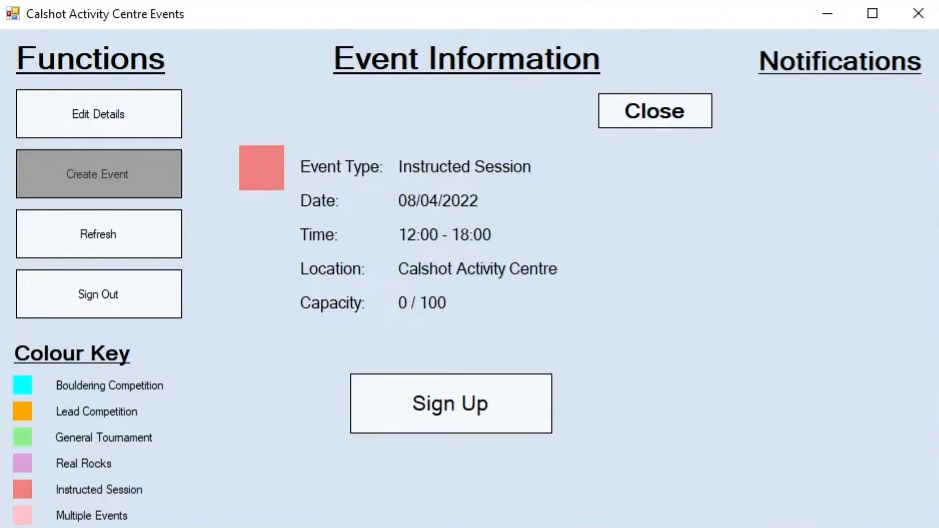 Calshot Activity Centre Events
Functions
Event Information
Notifications
Edit Details
Close
Create Event
Event Type: Instructed Session
Date: 08/04/2022
Refresh
Time: 12:00 - 18:00
Location: Calshot Activity Centre
Sign Out
Capacity: 0 / 100
Colour Key
Bouldering Competition
Sign Up
Lead Competition
General Tournament
Real Rocks
Instructed Session
Multiple Events